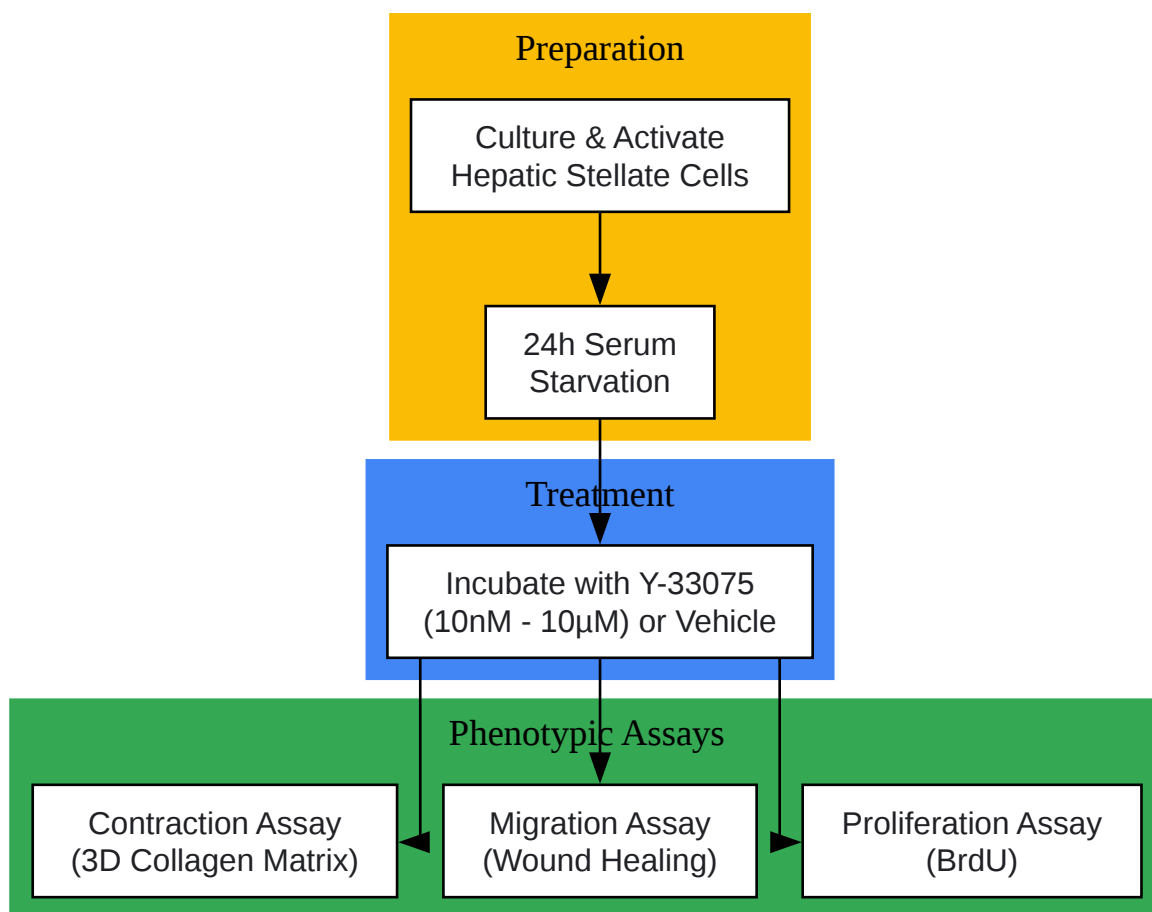 Preparation
Culture & Activate
Hepatic Stellate Cells
24h Serum
Starvation
Treatment
Incubate with Y-33075
(10nM - 10µM) or Vehicle
Phenotypic Assays
Contraction Assay
(3D Collagen Matrix)
Migration Assay
(Wound Healing)
Proliferation Assay
(BrdU)